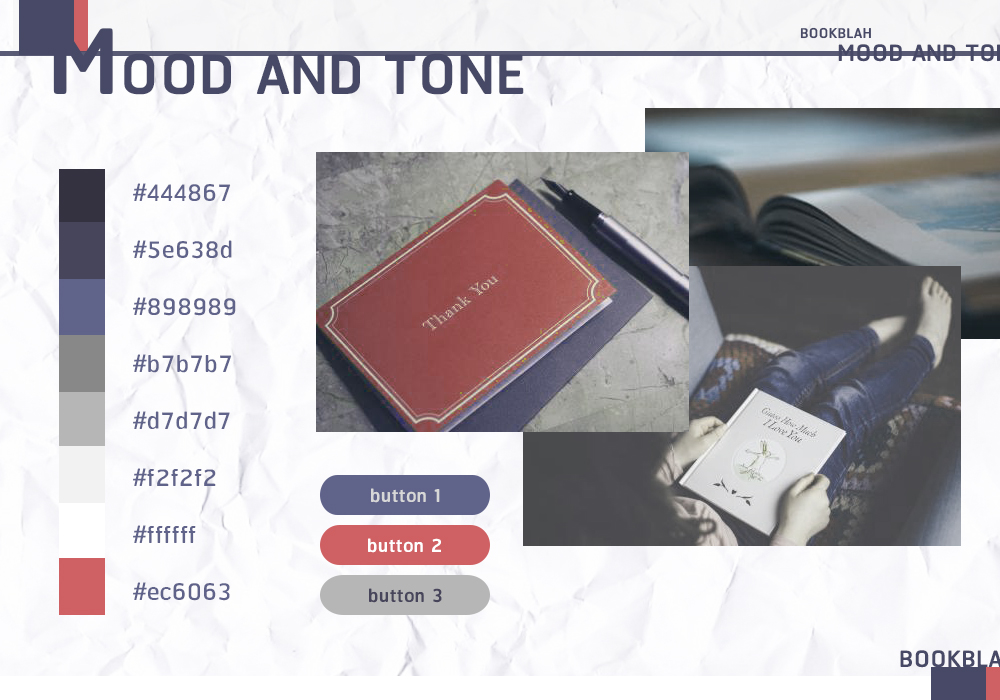 BOOKBLAH
MOOD AND TO
MOOD AND TONE
#444867
#5e638d
#898989
#b7b7b7
#d7d7d7
#f2f2f2
#ffffff
#ec6063
Thank You
Guess How Much
I Love You
button 1
button 2
button 3
BOOKBLA